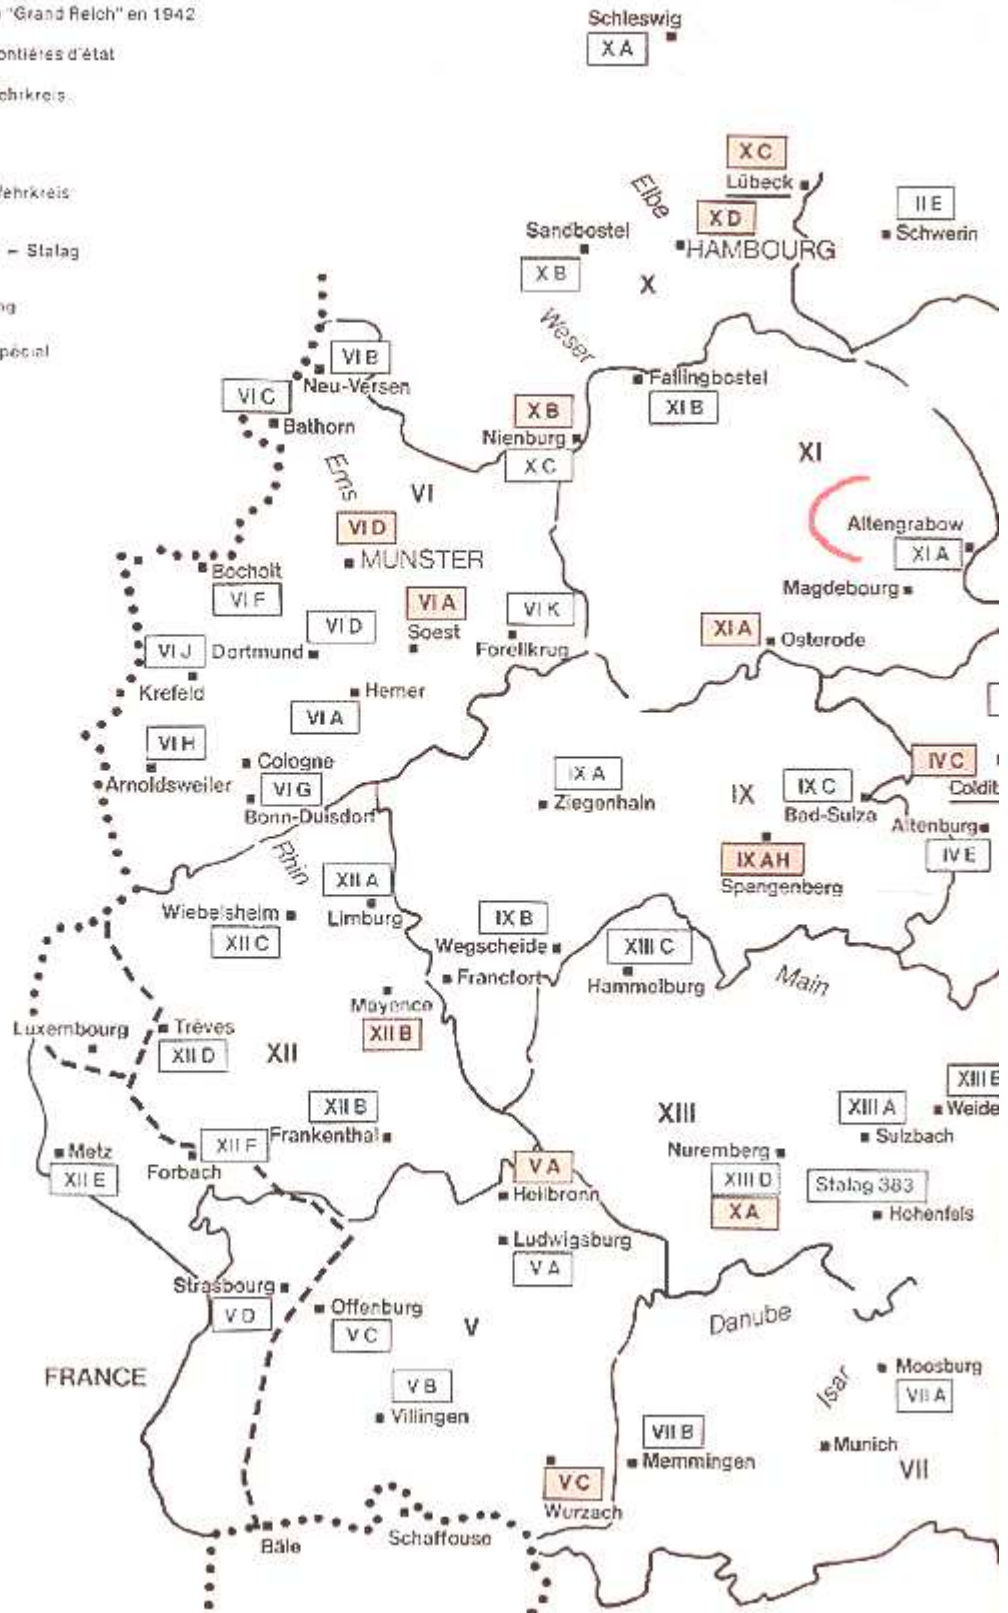 "Grand Reich" en 1942
ontières d'état
Schleswig
X A
X C
Lübeck
Elbe
X D
HAMBOURG
II E
Schwerin
Sandbostel
X B
X
– Stalag
Weser
VI B
Neu-Versen
VI C
Bathorn
Fallingbostel
XI B
X B
Nienburg
X C
XI
Ems
VI
VI D
MUNSTER
Altengrabow
XI A
Magdebourg
Bocholt
VI F
VI A
Soest
VI K
Forellkrug
VI D
Dortmund
VI J
Krefeld
XI A
Osterode
Hemer
VI A
VI H
Arnoldsweiler
Cologne
VI G
Bonn-Duisdorf
IX A
Ziegenhain
IX
IX C
Bad-Sulza
IV C
Coldit
Altenburg
IV E
Rhin
IX AH
Spangenberg
XII A
Limburg
Wiebelsheim
XII C
IX B
Wegscheide
XIII C
Hammelburg
Francfort
Main
Mayence
XII B
Luxembourg
Trèves
XII D
XII
XIII B
Weide
XII B
Frankenthal
XIII
XIII A
Sulzbach
Metz
XII E
Forbach
XII F
Nuremberg
XIII D
X A
Stalag 383
Hohenfels
V A
Heilbronn
Ludwigsburg
V A
Strasbourg
V D
Offenburg
V C
V
Danube
FRANCE
V B
Villingen
Isar
Moosburg
VII A
VII B
Memmingen
Munich
VII
V C
Wurzach
Schaffouse
Bâle